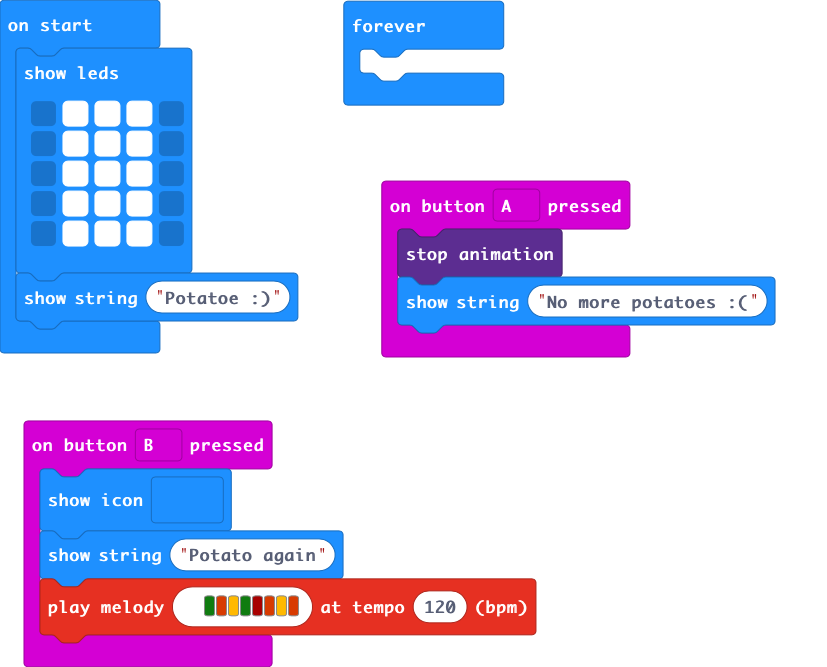 on start
show leds
show string "Potatoe :)"
forever
on button A pressed
stop animation
show string "No more potatoes :("
on button B pressed
show icon
show string "Potato again"
play melody at tempo 120 (bpm)